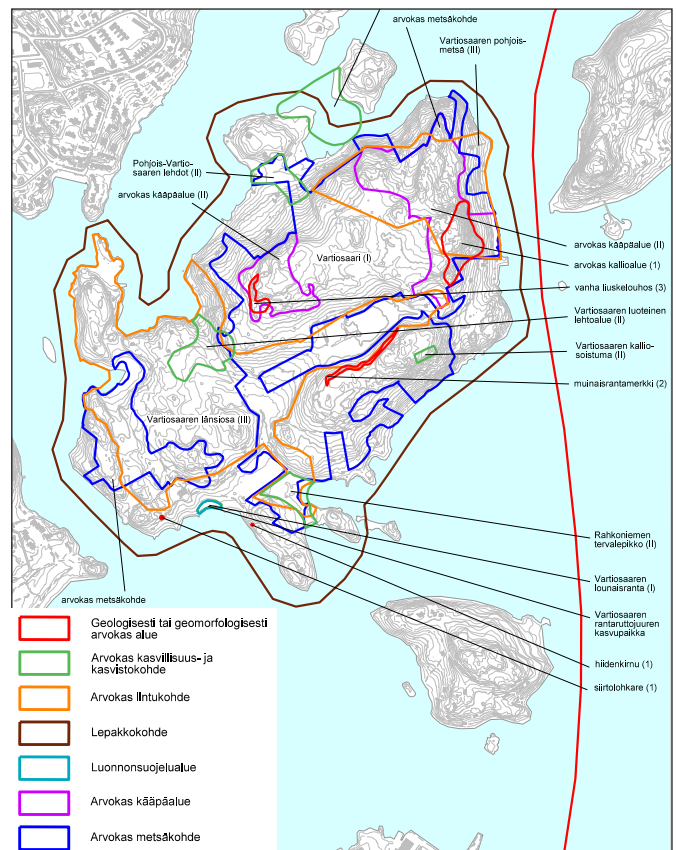 arvokas metsäkohde
Vartiosaaren pohjois-
metsä (III)
Pohjois-Vartio-
saaren lehdot (II)
arvokas kääpäalue (II)
Vartiosaari (I)
arvokas kääpäalue (II)
arvokas kallioalue (1)
vanha liuskelouhos (3)
Vartiosaaren luoteinen
lehtoalue (II)
Vartiosaaren kallio-
soistuma (II)
muinaisrantamerkki (2)
Vartiosaaren länsiosa (III)
Rahkoniemen
tervalepikko (II)
Vartiosaaren
lounaisranta (I)
Vartiosaaren
rantaruttojuuren
kasvupaikka
hiidenkirnu (1)
siirtolohkare (1)
arvokas metsäkohde
Geologisesti tai geomorfologisesti
arvokas alue
Arvokas kasvillisuus- ja
kasvistokohde
Arvokas lintukohde
Lepakkokohde
Luonnonsuojelualue
Arvokas kääpäalue
Arvokas metsäkohde